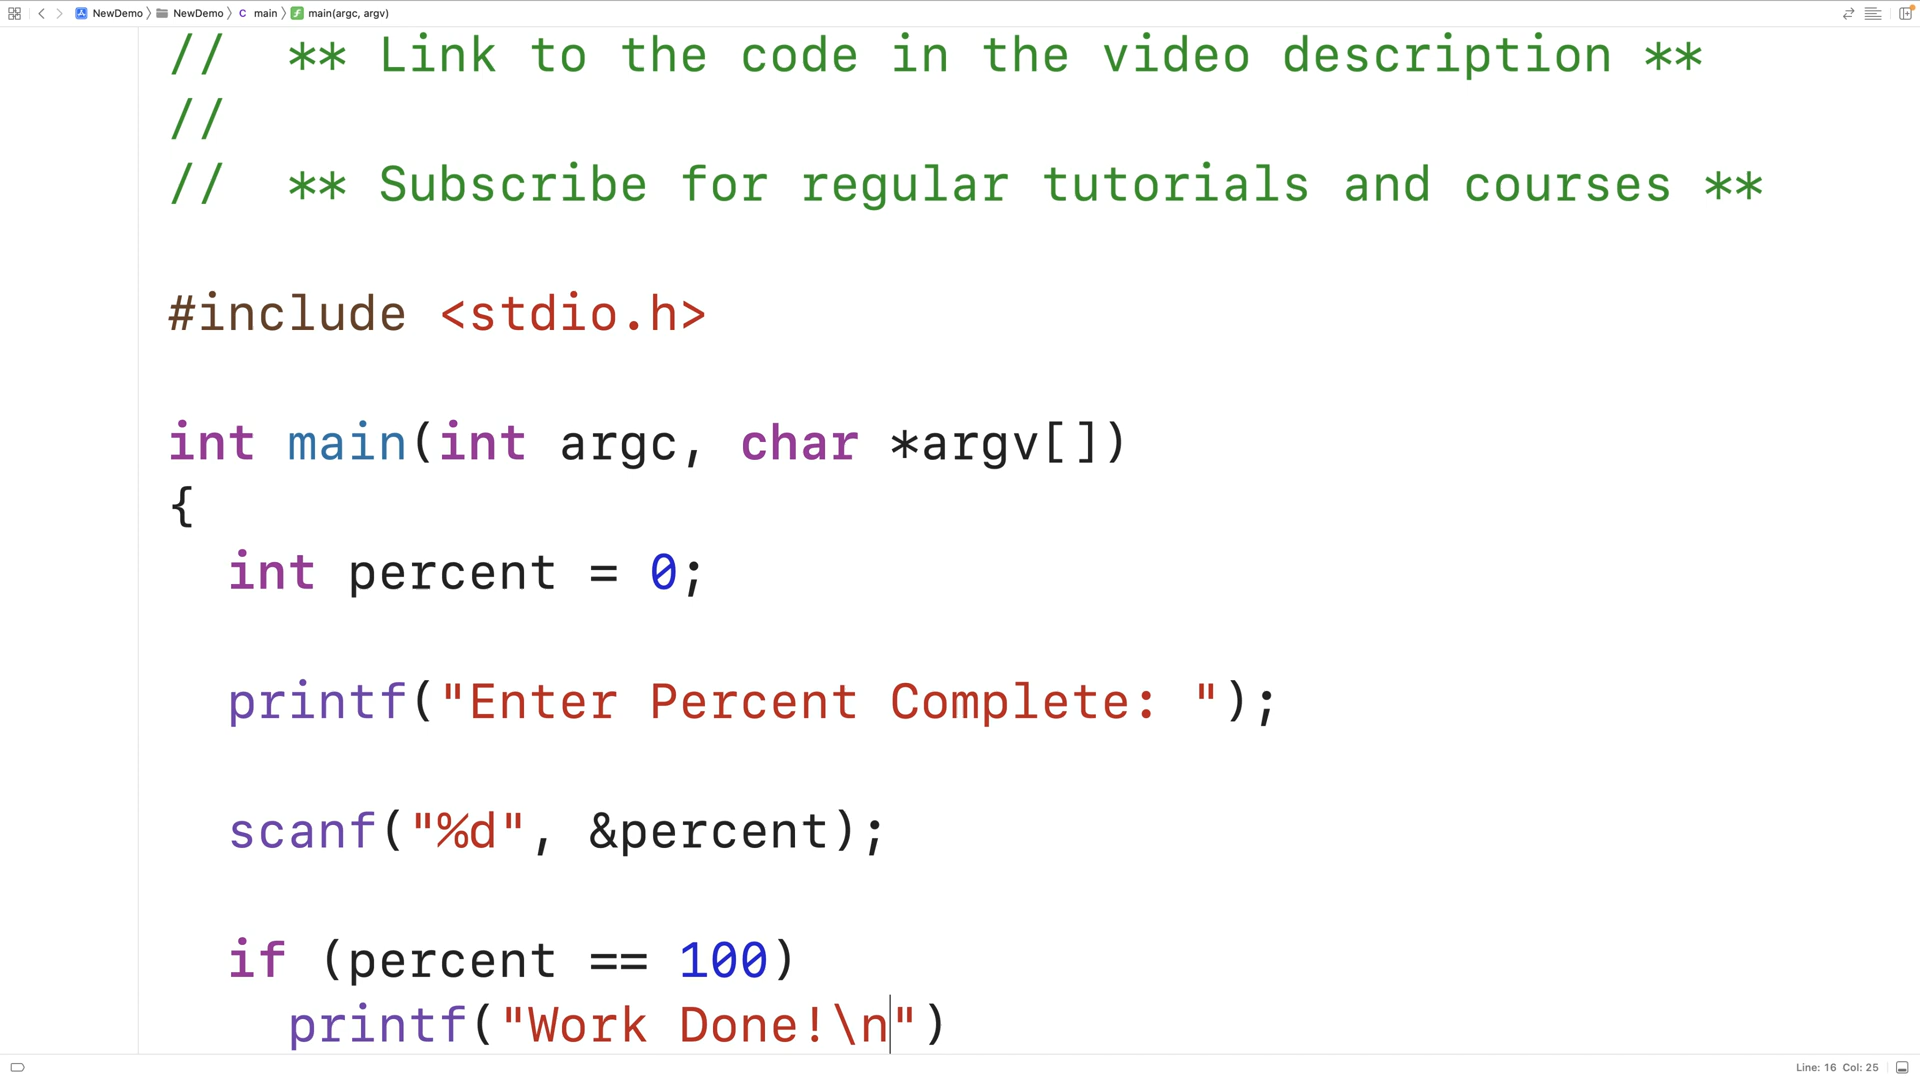 NewDemo NewDemo C main f main(argc, argv)
//  ** Link to the code in the video description **
//
//  ** Subscribe for regular tutorials and courses **
#include <stdio.h>
int main(int argc, char *argv[])
{
  int percent = 0;
  printf("Enter Percent Complete: ");
  scanf("%d", &percent);
  if (percent == 100)
    printf("Work Done!\n")
Line: 16 Col: 25